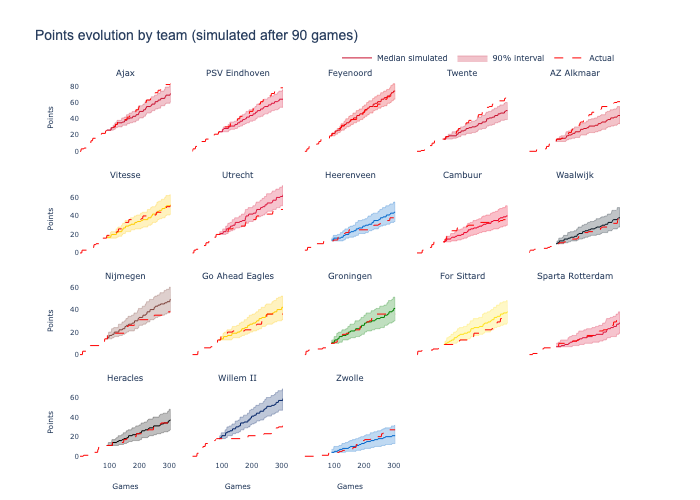 Points evolution by team (simulated after 90 games)
Median simulated 90% interval Actual
Ajax PSV Eindhoven Feyenoord Twente AZ Alkmaar
80
60
40
20
0
Points
Vitesse Utrecht Heerenveen Cambuur Waalwijk
60
40
20
0
Points
Nijmegen Go Ahead Eagles Groningen For Sittard Sparta Rotterdam
60
40
20
0
Points
Heracles Willem II Zwolle
60
40
20
0
Points
100 200 300 100 200 300 100 200 300
Games Games Games